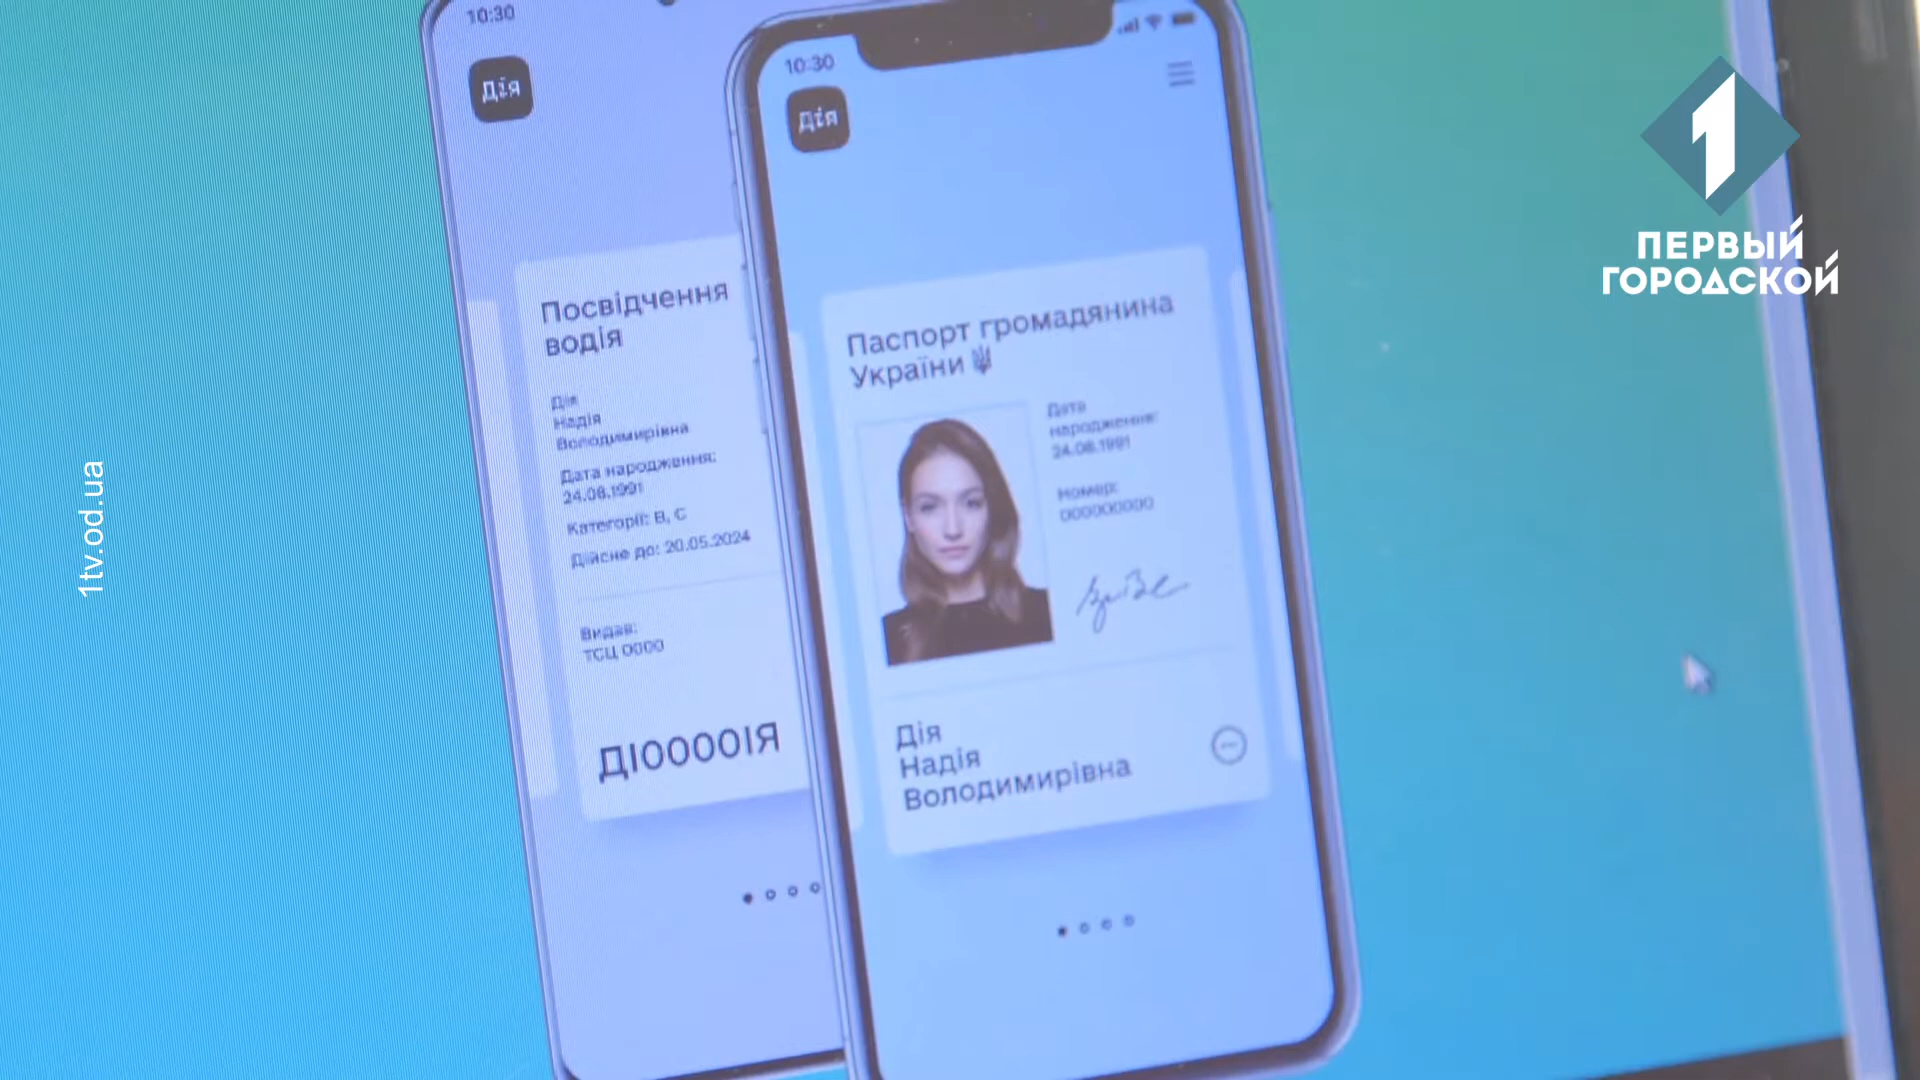 10:30
Дія
Посвідчення
водія
Дія
Надія
Володимирівна
Дата народження:
24.08.1991
Категорії: В, С
Дійсне до: 20.05.2024
Видав:
ТСЦ 0000
ДІ0000ІЯ
10:30
Дія
Паспорт громадянина
України
Дата
народження:
24.08.1991
Номер:
000000000
Дія
Надія
Володимирівна
ПЕРВЫЙ
ГОРОДСКОЙ
1tv.od.ua